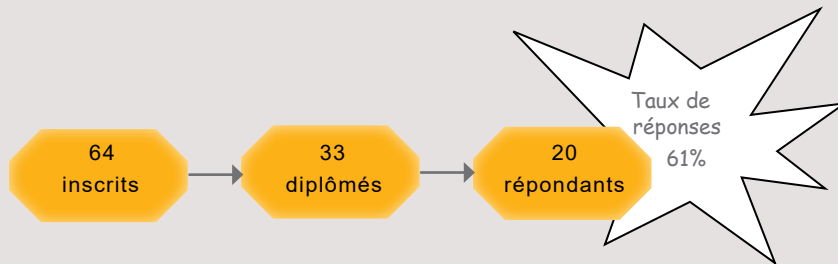 64
inscrits
33
diplômés
20
répondants
Taux de
réponses
61%